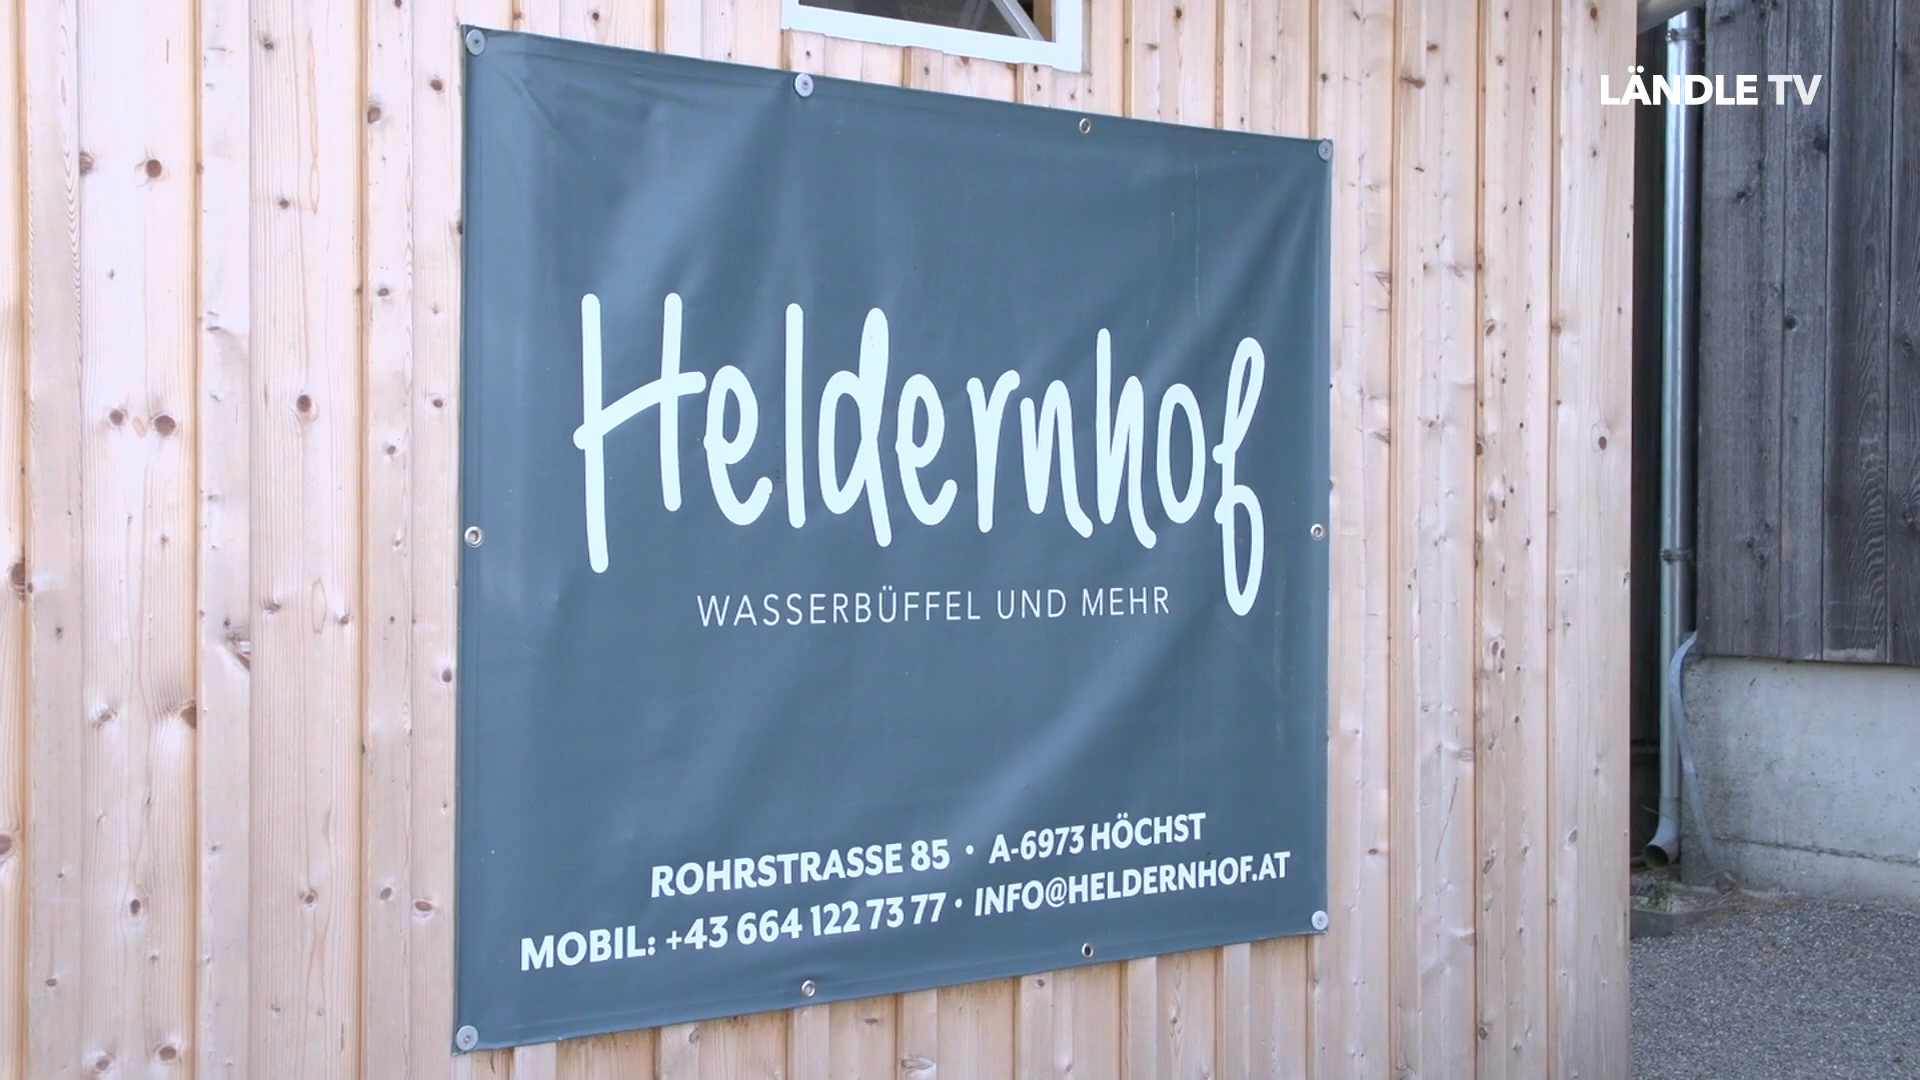 LÄNDLE TV
Heldernhof
WASSERBÜFFEL UND MEHR
ROHRSTRASSE 85 · A-6973 HÖCHST
MOBIL: +43 664 122 73 77 · INFO@HELDERNHOF.AT